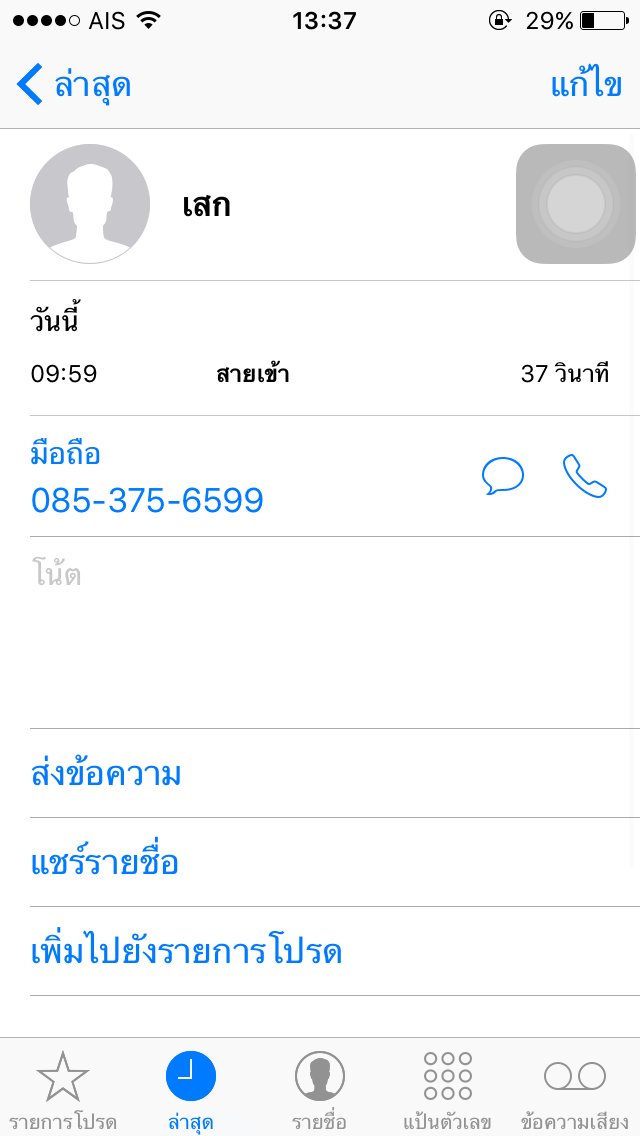 AIS 13:37 29%
ล่าสุด แก้ไข
เสก
วันนี้
09:59 สายเข้า 37 วินาที
มือถือ
085-375-6599
โน้ต
ส่งข้อความ
แชร์รายชื่อ
เพิ่มไปยังรายการโปรด
รายการโปรด ล่าสุด รายชื่อ แป้นตัวเลข ข้อความเสียง